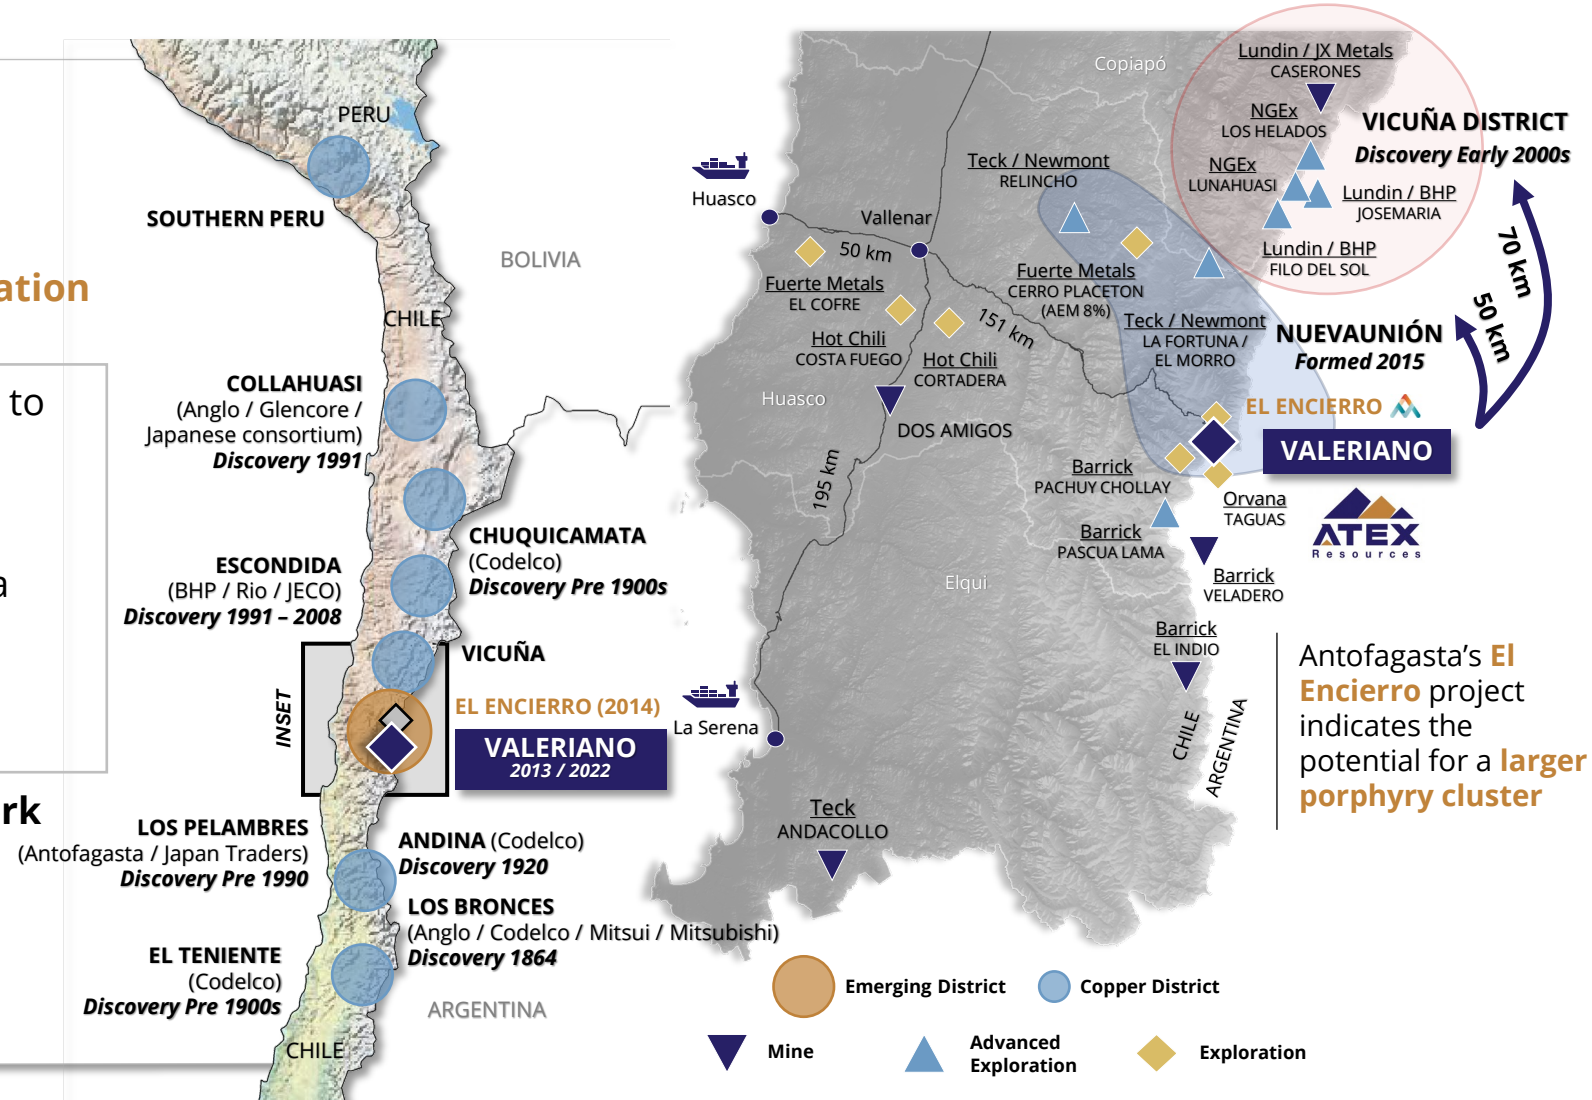 ation
to
a
rk
PERU
SOUTHERN PERU
BOLIVIA
CHILE
COLLAHUASI
(Anglo / Glencore /
Japanese consortium)
Discovery 1991
CHUQUICAMATA
(Codelco)
Discovery Pre 1900s
ESCONDIDA
(BHP / Rio / JECO)
Discovery 1991 – 2008
VICUÑA
INSET
EL ENCIERRO (2014)
VALERIANO
2013 / 2022
LOS PELAMBRES
(Antofagasta / Japan Traders)
Discovery Pre 1990
ANDINA (Codelco)
Discovery 1920
LOS BRONCES
(Anglo / Codelco / Mitsui / Mitsubishi)
Discovery 1864
EL TENIENTE
(Codelco)
Discovery Pre 1900s
ARGENTINA
CHILE
Copiapó
Lundin / JX Metals
CASERONES
NGEx
LOS HELADOS
VICUÑA DISTRICT
Discovery Early 2000s
NGEx
LUNAHUASI
Lundin / BHP
JOSEMARIA
Lundin / BHP
FILO DEL SOL
Teck / Newmont
RELINCHO
Huasco
Vallenar
50 km
Fuerte Metals
EL COFRE
Fuerte Metals
CERRO PLACETON
(AEM 8%)
151 km
Hot Chili
COSTA FUEGO
Hot Chili
CORTADERA
Teck / Newmont
LA FORTUNA /
EL MORRO
NUEVAUNIÓN
Formed 2015
70 km
50 km
Huasco
DOS AMIGOS
EL ENCIERRO
VALERIANO
195 km
Barrick
PACHUY CHOLLAY
Orvana
TAGUAS
ATEX
Resources
Barrick
PASCUA LAMA
Barrick
VELADERO
Elqui
Barrick
EL INDIO
La Serena
CHILE
ARGENTINA
Antofagasta’s El
Encierro project
indicates the
potential for a larger
porphyry cluster
Teck
ANDACOLLO
Emerging District
Copper District
Mine
Advanced
Exploration
Exploration